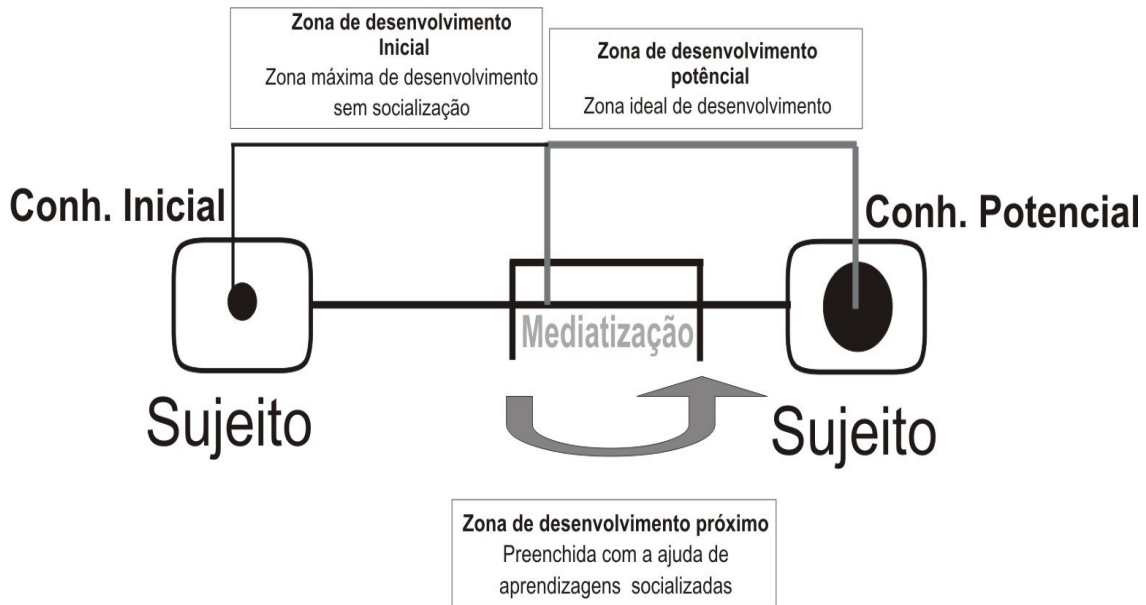 Zona de desenvolvimento
Inicial
Zona máxima de desenvolvimento
sem socialização
Zona de desenvolvimento
potêncial
Zona ideal de desenvolvimento
Conh. Inicial
Conh. Potencial
Mediatização
Sujeito
Sujeito
Zona de desenvolvimento próximo
Preenchida com a ajuda de
aprendizagens socializadas